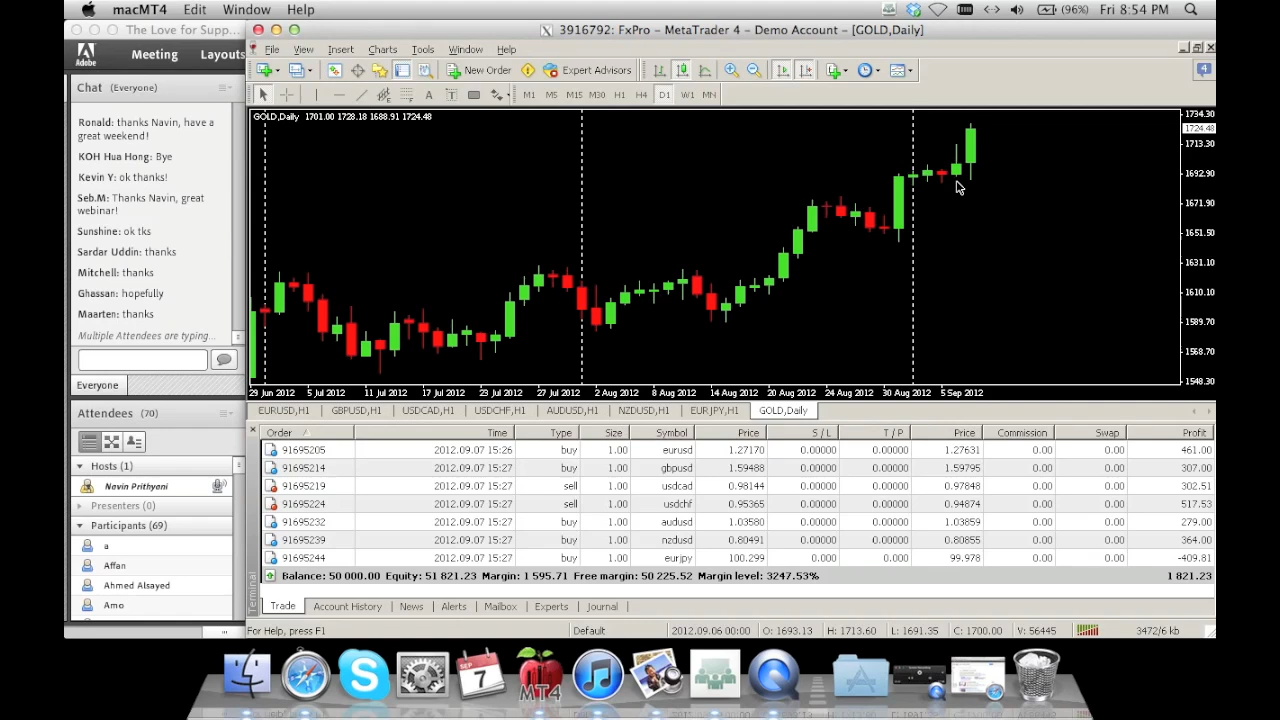 macMT4 Edit Window Help
(96%) Fri 8:54 PM
The Love for Supp...
3916792: FxPro - MetaTrader 4 - Demo Account - [GOLD,Daily]
Adobe
Meeting Layouts
File View Insert Charts Tools Window Help
New Order Expert Advisors
4
M1 M5 M15 M30 H1 H4 D1 W1 MN
Chat (Everyone)
Ronald: thanks Navin, have a
great weekend!
KOH Hua Hong: Bye
Kevin Y: ok thanks!
Seb.M: Thanks Navin, great
webinar!
Sunshine: ok tks
Sardar Uddin: thanks
Mitchell: thanks
Ghassan: hopefully
Maarten: thanks
Multiple Attendees are typing...
Everyone
Attendees (70)
Hosts (1)
Navin Prithyani
Presenters (0)
Participants (69)
a
Affan
Ahmed Alsayed
Amo
GOLD,Daily 1701.00 1728.18 1688.91 1724.48
1734.30
1724.48
1713.30
1692.90
1671.90
1651.50
1631.10
1610.10
1589.70
1568.70
1548.30
29 Jun 2012 5 Jul 2012 11 Jul 2012 17 Jul 2012 23 Jul 2012 27 Jul 2012 2 Aug 2012 8 Aug 2012 14 Aug 2012 20 Aug 2012 24 Aug 2012 30 Aug 2012 5 Sep 2012
EURUSD,H1 GBPUSD,H1 USDCAD,H1 USDCHF,H1 AUDUSD,H1 NZDUSD,H1 EURJPY,H1 GOLD,Daily
Order Time Type Size Symbol Price S / L T / P Price Commission Swap Profit
91695205 2012.09.07 15:26 buy 1.00 eurusd 1.27170 0.00000 0.00000 1.27631 0.00 0.00 461.00
91695214 2012.09.07 15:27 buy 1.00 gbpusd 1.59488 0.00000 0.00000 1.59795 0.00 0.00 307.00
91695219 2012.09.07 15:27 sell 1.00 usdcad 0.98144 0.00000 0.00000 0.97848 0.00 0.00 302.51
91695224 2012.09.07 15:27 sell 1.00 usdchf 0.95365 0.00000 0.00000 0.94874 0.00 0.00 517.53
91695232 2012.09.07 15:27 buy 1.00 audusd 1.03580 0.00000 0.00000 1.03859 0.00 0.00 279.00
91695239 2012.09.07 15:27 buy 1.00 nzdusd 0.80491 0.00000 0.00000 0.80855 0.00 0.00 364.00
91695244 2012.09.07 15:27 buy 1.00 eurjpy 100.299 0.000 0.000 99.978 0.00 0.00 -409.81
Balance: 50 000.00 Equity: 51 821.23 Margin: 1 595.71 Free margin: 50 225.52 Margin level: 3247.53% 1 821.23
Terminal
Trade Account History News Alerts Mailbox Experts Journal
For Help, press F1 Default 2012.09.06 00:00 O: 1693.13 H: 1713.60 L: 1691.35 C: 1700.00 V: 56445 3472/6 kb
SEP
7
MT4